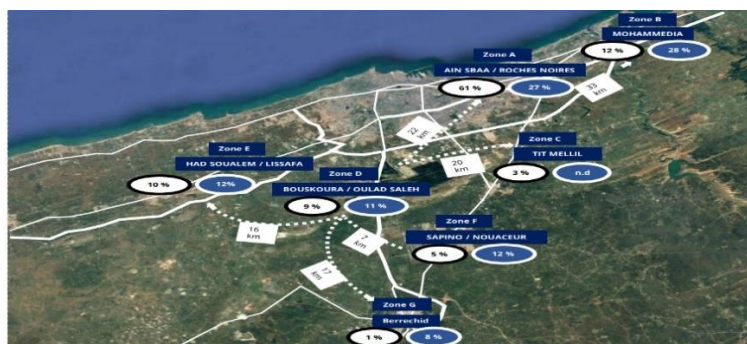 Zone B
MOHAMMEDIA
12 %
28 %
Zone A
AIN SBAA / ROCHES NOIRES
61 %
27 %
33 km
22 km
Zone C
TIT MELLIL
3 %
n.d
20 km
Zone E
HAD SOUALEM / LISSAFA
10 %
12%
Zone D
BOUSKOURA / OULAD SALEH
9 %
11 %
16 km
7 km
Zone F
SAPINO / NOUACEUR
5 %
12 %
17 km
Zone G
Berrechid
1 %
8 %